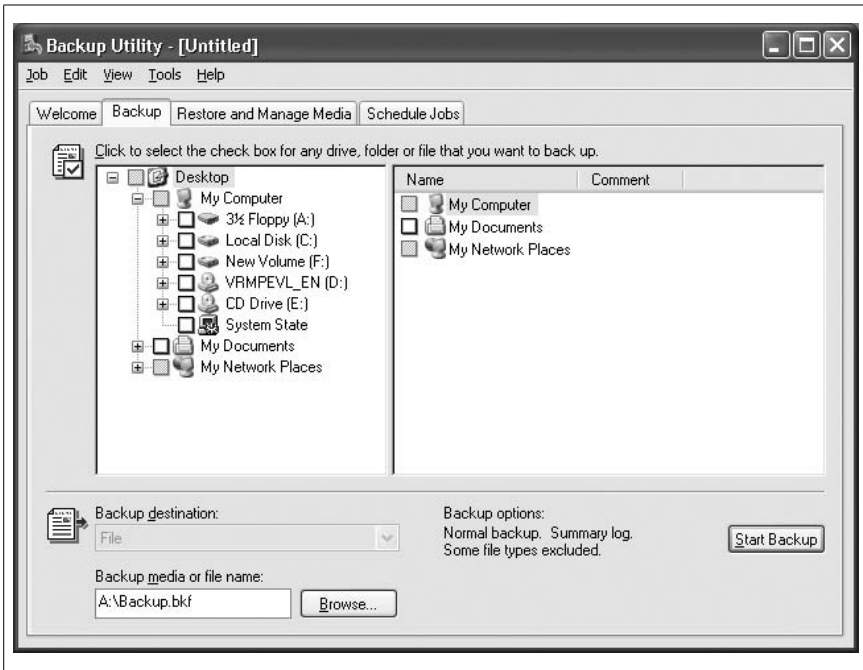 Backup Utility - [Untitled]
Job Edit View Tools Help
Welcome Backup Restore and Manage Media Schedule Jobs
Click to select the check box for any drive, folder or file that you want to back up.
Desktop
My Computer
3½ Floppy (A:)
Local Disk (C:)
New Volume (F:)
VRMPEVL_EN (D:)
CD Drive (E:)
System State
My Documents
My Network Places
Name Comment
My Computer
My Documents
My Network Places
Backup destination:
File
Backup media or file name:
A:\Backup.bkf
Browse...
Backup options:
Normal backup. Summary log.
Some file types excluded.
Start Backup